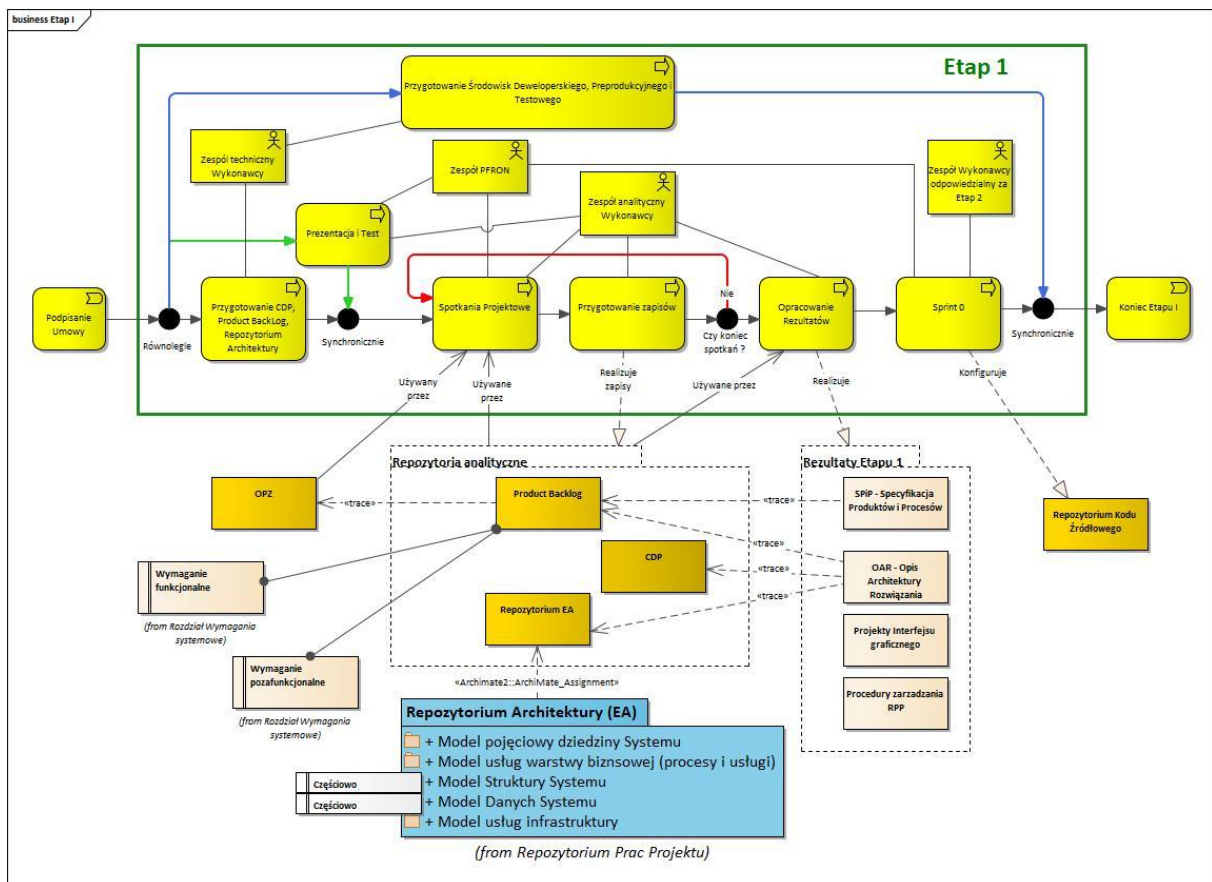 business Etap I
Etap 1
Przygotowanie Środowisk Deweloperskiego, Preprodukcyjnego i
Testowego
Zespól techniczny
Wykonawcy
Zespół PFRON
Zespół analityczny
Wykonawcy
Zespół Wykonawcy
odpowiedzialny za
Etap 2
Prezentacja i Test
Nie
Podpisanie
Umowy
Równolegle
Przygotowanie CDP,
Product BackLog,
Repozytorium
Architektury
Synchronicznie
Spotkania Projektowe
Przygotowanie zapisów
Czy koniec
spotkań ?
Opracowanie
Rezultatów
Sprint 0
Synchronicznie
Koniec Etapu I
Używany
przez
Używane
przez
Realizuje
zapisy
Używane przez
Realizuje
Konfiguruje
Repozytoria analityczne
Rezultaty Etapu 1
OPZ
«trace»
Product Backlog
«trace»
SPiP - Specyfikacja
Produktów i Procesów
Repozytorium Kodu
Źródłowego
CDP
«trace»
«trace»
«trace»
OAR - Opis
Architektury
Rozwiązania
Wymaganie
funkcjonalne
(from Rozdział Wymagania
systemowe)
Repozytorium EA
Projekty Interfejsu
graficznego
Wymaganie
pozafunkcjonalne
(from Rozdział Wymagania
systemowe)
Procedury zarzadzania
RPP
«Archimate2::ArchiMate_Assignment»
Repozytorium Architektury (EA)
+ Model pojęciowy dziedziny Systemu
+ Model usług warstwy biznsowej (procesy i usługi)
Częściowo + Model Struktury Systemu
Częściowo + Model Danych Systemu
+ Model usług infrastruktury
(from Repozytorium Prac Projektu)